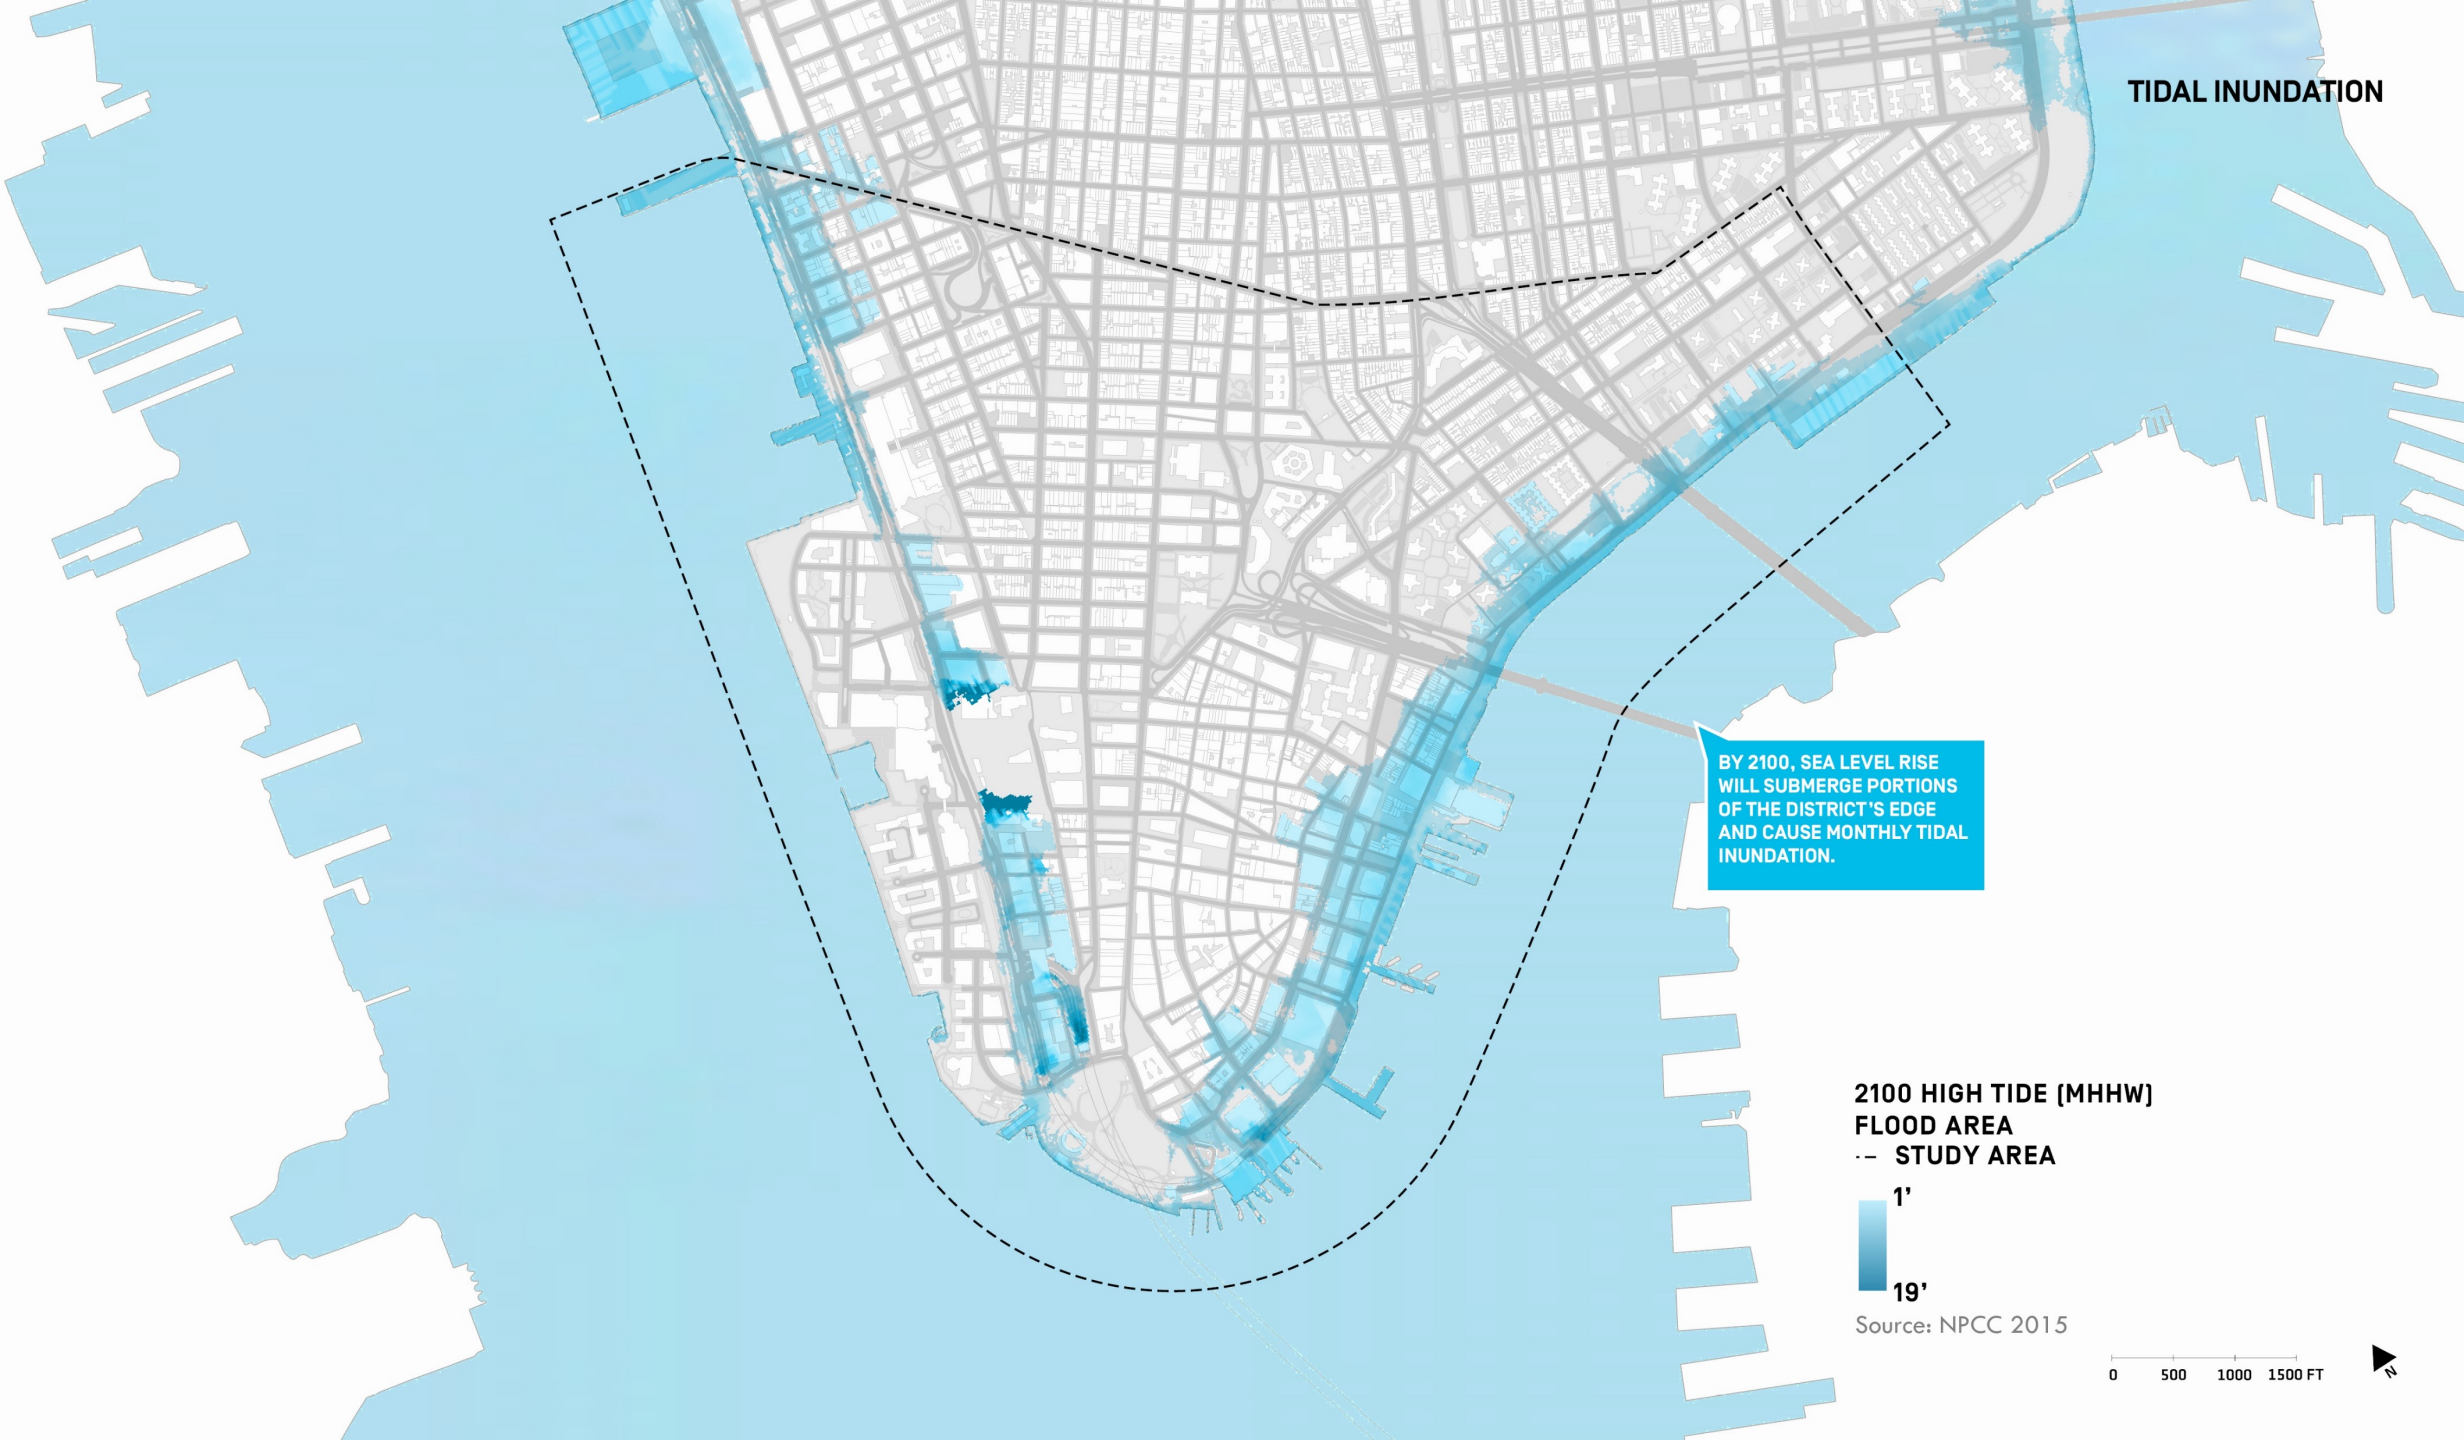 TIDAL INUNDATION
BY 2100, SEA LEVEL RISE
WILL SUBMERGE PORTIONS
OF THE DISTRICT'S EDGE
AND CAUSE MONTHLY TIDAL
INUNDATION.
2100 HIGH TIDE (MHHW)
FLOOD AREA
STUDY AREA
1'
19'
Source: NPCC 2015
0 500 1000 1500 FT
N